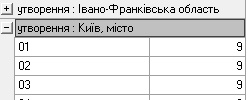 утворення : Івано-Франківська область
утворення : Київ, місто
01 9
02 9
03 9